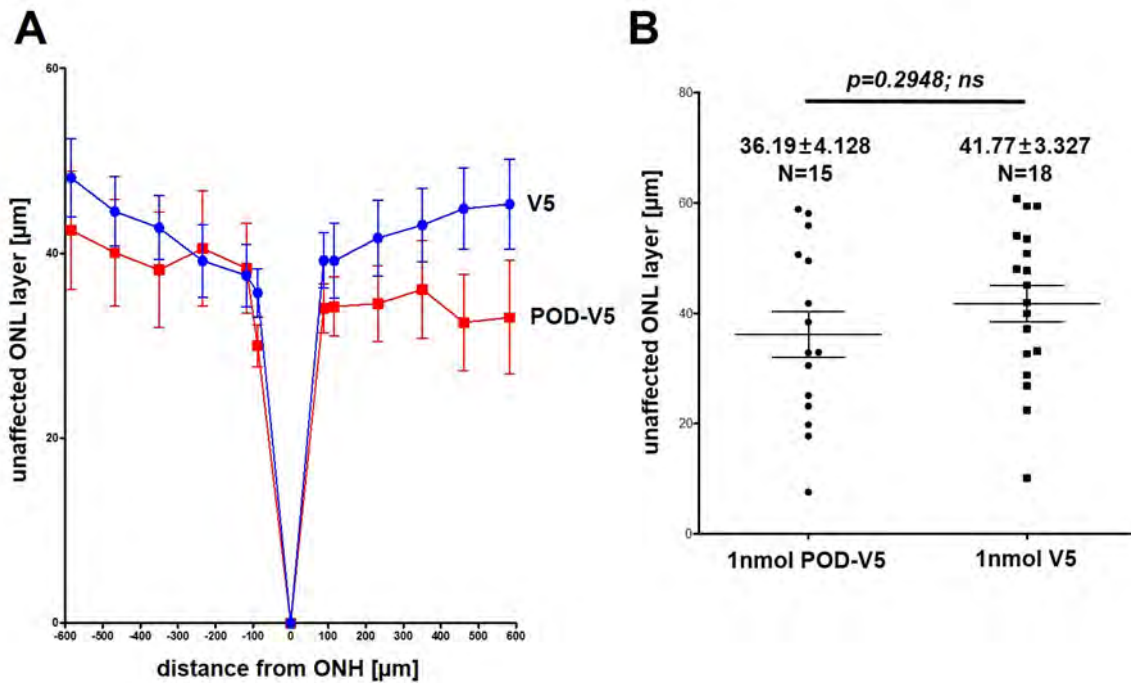 A
unaffected ONL layer [µm]
60
40
20
0
-600 -500 -400 -300 -200 -100 0 100 200 300 400 500 600
distance from ONH [µm]
V5
POD-V5
B
unaffected ONL layer [µm]
80
60
40
20
0
p=0.2948; ns
36.19±4.128 41.77±3.327
N=15 N=18
1nmol POD-V5 1nmol V5